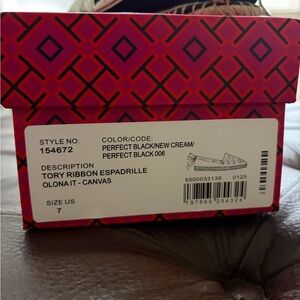 STYLE NO:
154672
COLOR/CODE:
PERFECT BLACK/NEW CREAM/
PERFECT BLACK 006
DESCRIPTION
TORY RIBBON ESPADRILLE
OLONA IT - CANVAS
SIZE US
7
5500033139 0125